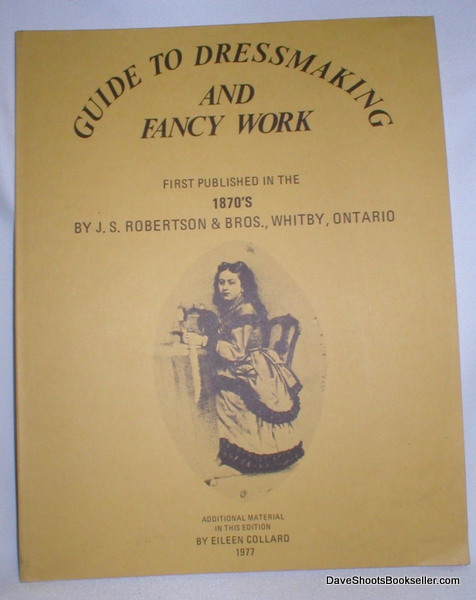 GUIDE TO DRESSMAKING
AND
FANCY WORK
FIRST PUBLISHED IN THE
1870'S
BY J. S. ROBERTSON & BROS., WHITBY, ONTARIO
ADDITIONAL MATERIAL
IN THIS EDITION
BY EILEEN COLLARD
1977
DaveShootsBookseller.com